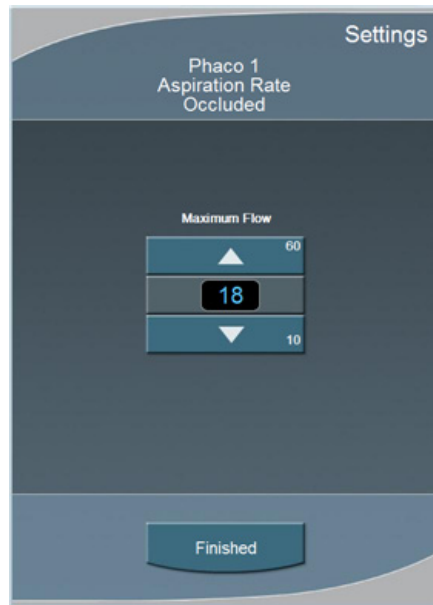 Settings
Phaco 1
Aspiration Rate
Occluded
Maximum Flow
60
18
10
Finished